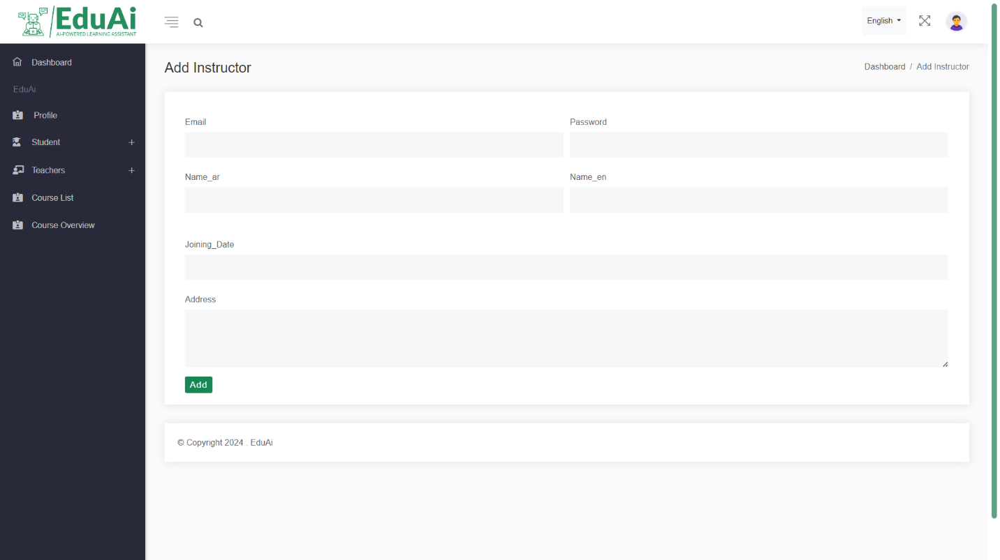 EduAi
AI-POWERED LEARNING ASSISTANT
English
Dashboard
EduAi
Profile
Student
Teachers
Course List
Course Overview
Add Instructor
Dashboard / Add Instructor
Email
Password
Name_ar
Name_en
Joining_Date
Address
Add
© Copyright 2024 . EduAi